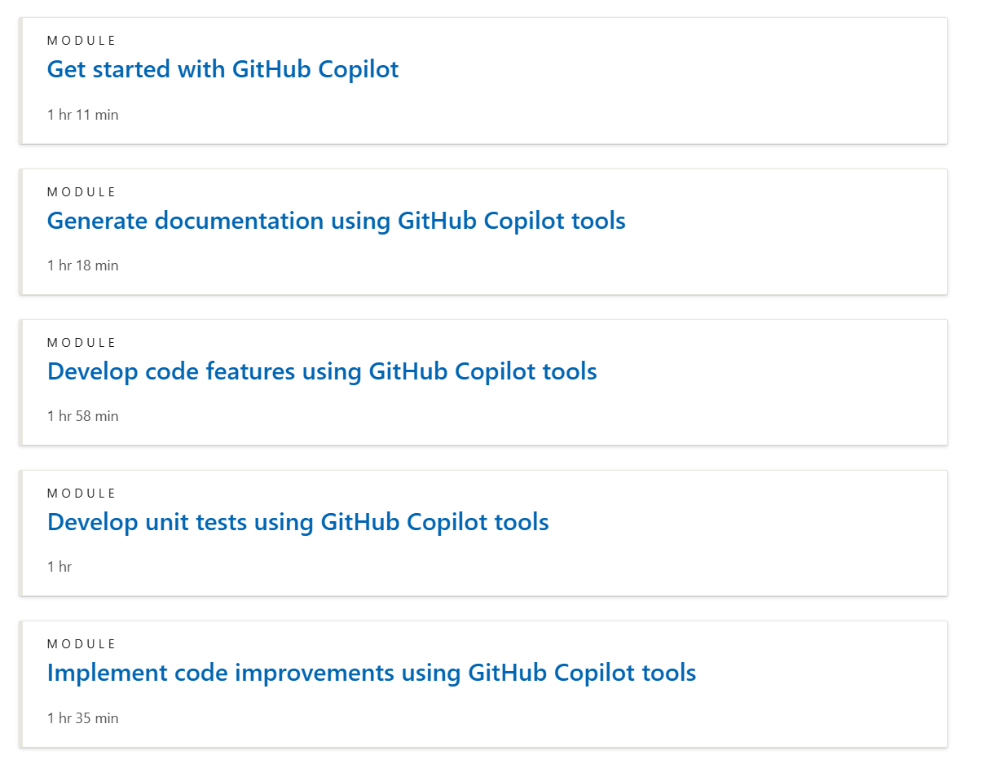 MODULE
Get started with GitHub Copilot
1 hr 11 min
MODULE
Generate documentation using GitHub Copilot tools
1 hr 18 min
MODULE
Develop code features using GitHub Copilot tools
1 hr 58 min
MODULE
Develop unit tests using GitHub Copilot tools
1 hr
MODULE
Implement code improvements using GitHub Copilot tools
1 hr 35 min